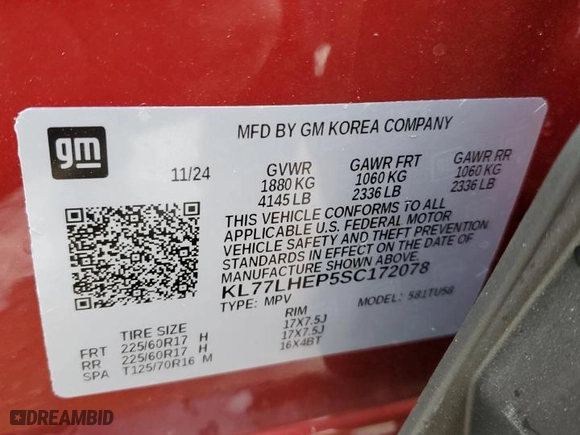 gm
MFD BY GM KOREA COMPANY
11/24 GVWR GAWR FRT GAWR RR
1880 KG 1060 KG 1060 KG
4145 LB 2336 LB 2336 LB
THIS VEHICLE CONFORMS TO ALL
APPLICABLE U.S. FEDERAL MOTOR
VEHICLE SAFETY AND THEFT PREVENTION
STANDARDS IN EFFECT ON THE DATE OF
MANUFACTURE SHOWN ABOVE.
KL77LHEP5SC172078
TYPE: MPV MODEL: 581TU58
TIRE SIZE RIM
FRT 225/60R17 H 17X7.5J
RR 225/60R17 H 17X7.5J
SPA T125/70R16 M 16X4BT
DREAMBID